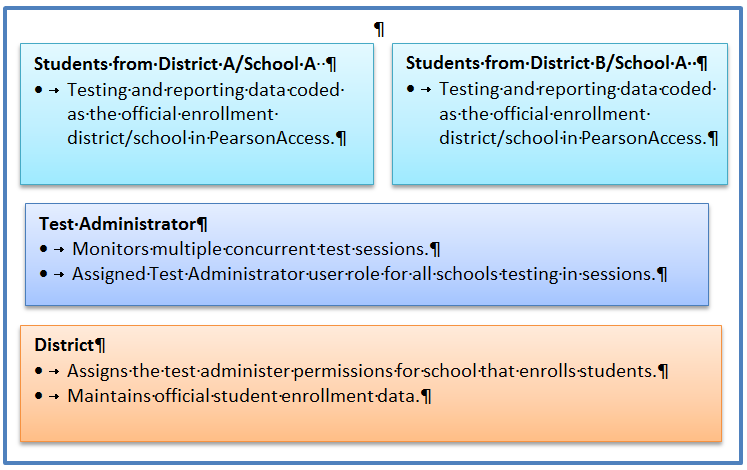 ¶
Students·from·District·A/School·A··¶
●→Testing·and·reporting·data·coded·
as·the·official·enrollment·
district/school·in·PearsonAccess.¶
Students·from·District·B/School·A··¶
●→Testing·and·reporting·data·coded·
as·the·official·enrollment·
district/school·in·PearsonAccess.¶
Test·Administrator¶
●→Monitors·multiple·concurrent·test·sessions.¶
●→Assigned·Test·Administrator·user·role·for·all·schools·testing·in·sessions.¶
District¶
●→Assigns·the·test·administer·permissions·for·school·that·enrolls·students.¶
●→Maintains·official·student·enrollment·data.¶